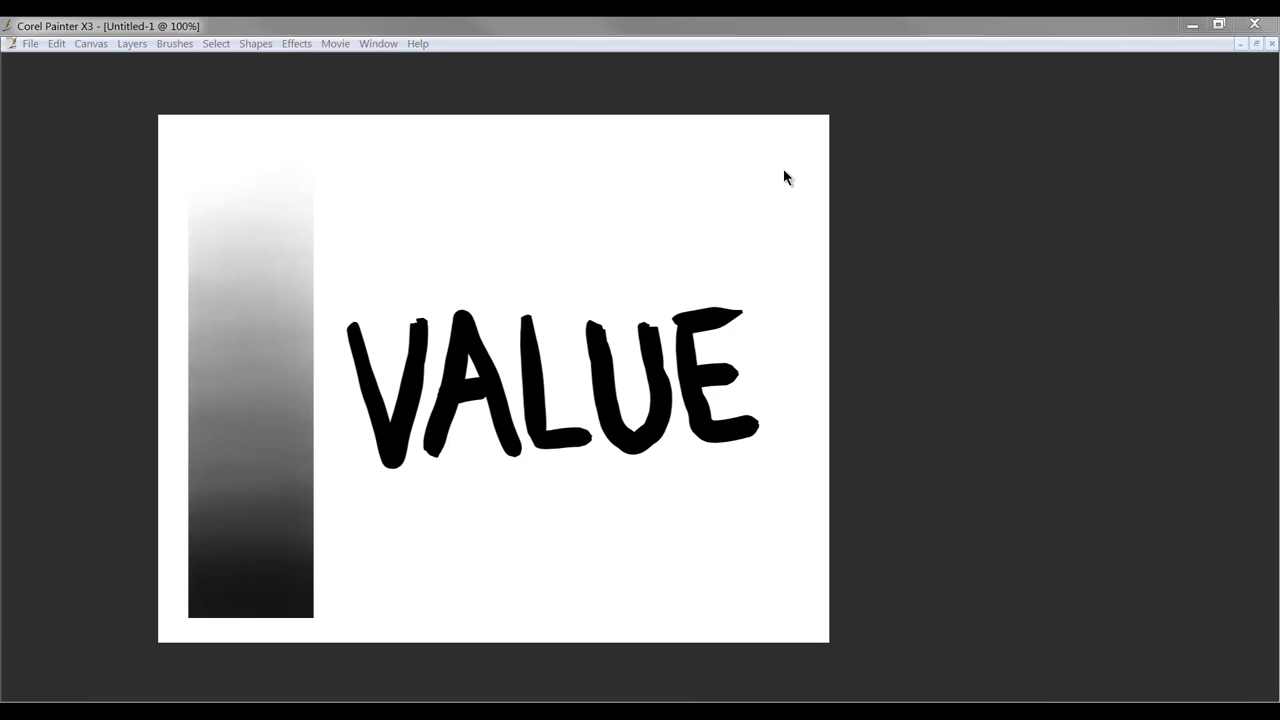 Corel Painter X3 - [Untitled-1 @ 100%]
File Edit Canvas Layers Brushes Select Shapes Effects Movie Window Help
VALUE